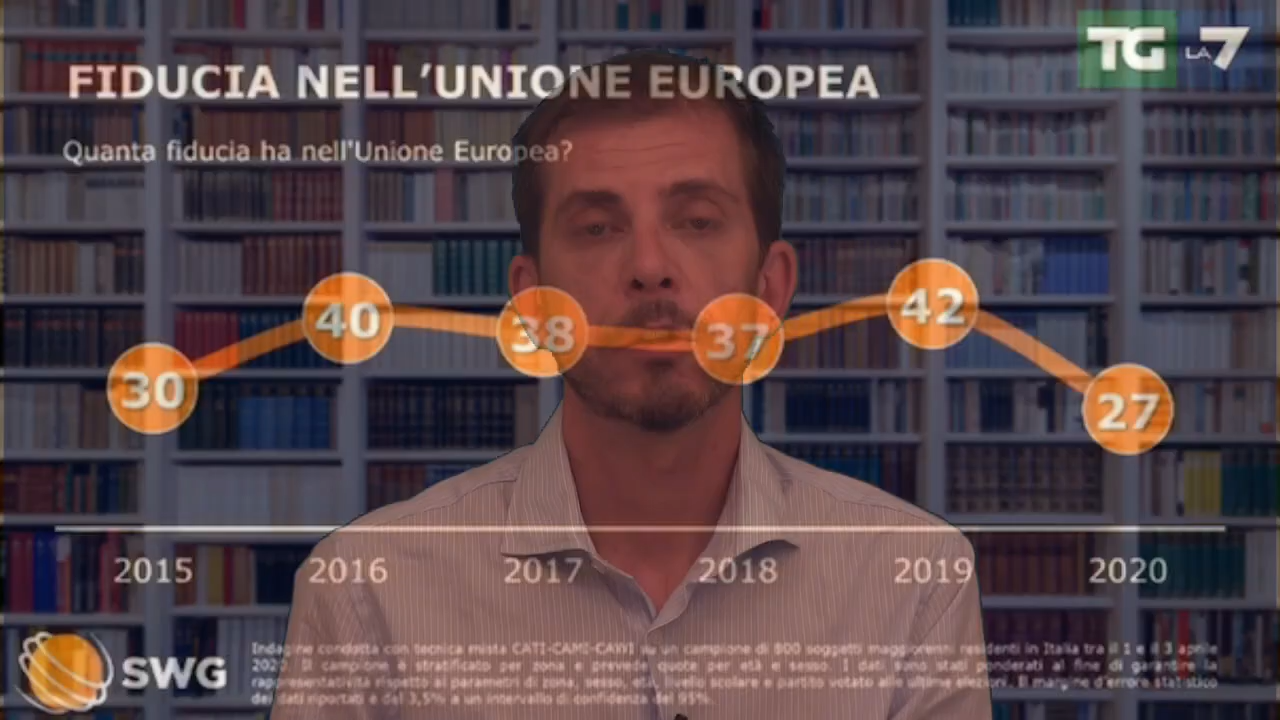 TG LA7
FIDUCIA NELL'UNIONE EUROPEA
Quanta fiducia ha nell'Unione Europea?
30 40 38 37 42 27
2015 2016 2017 2018 2019 2020
SWG
Indagine condotta con tecnica mista CATI-CAMI-CAWI su un campione di 800 soggetti maggiorenni residenti in Italia tra il 1 e il 3 aprile
2020. Il campione è stratificato per zona e prevede quote per età e sesso. I dati sono stati ponderati al fine di garantire la
rappresentatività rispetto ai parametri di zona, sesso, età, livello scolare e partito votato alle ultime elezioni. Il margine d'errore statistico
dei dati riportati è del 3,5% a un intervallo di confidenza del 95%.